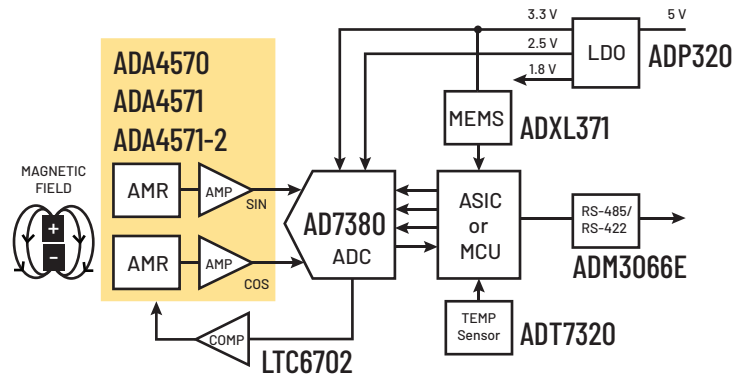 3.3 V
5 V
2.5 V
1.8 V
LDO
ADP320
ADA4570
ADA4571
ADA4571-2
MEMS
ADXL371
MAGNETIC
FIELD
AMR
AMP
SIN
+
−
AD7380
ADC
ASIC
or
MCU
RS-485/
RS-422
ADM3066E
AMR
AMP
COS
COMP
LTC6702
TEMP
Sensor
ADT7320